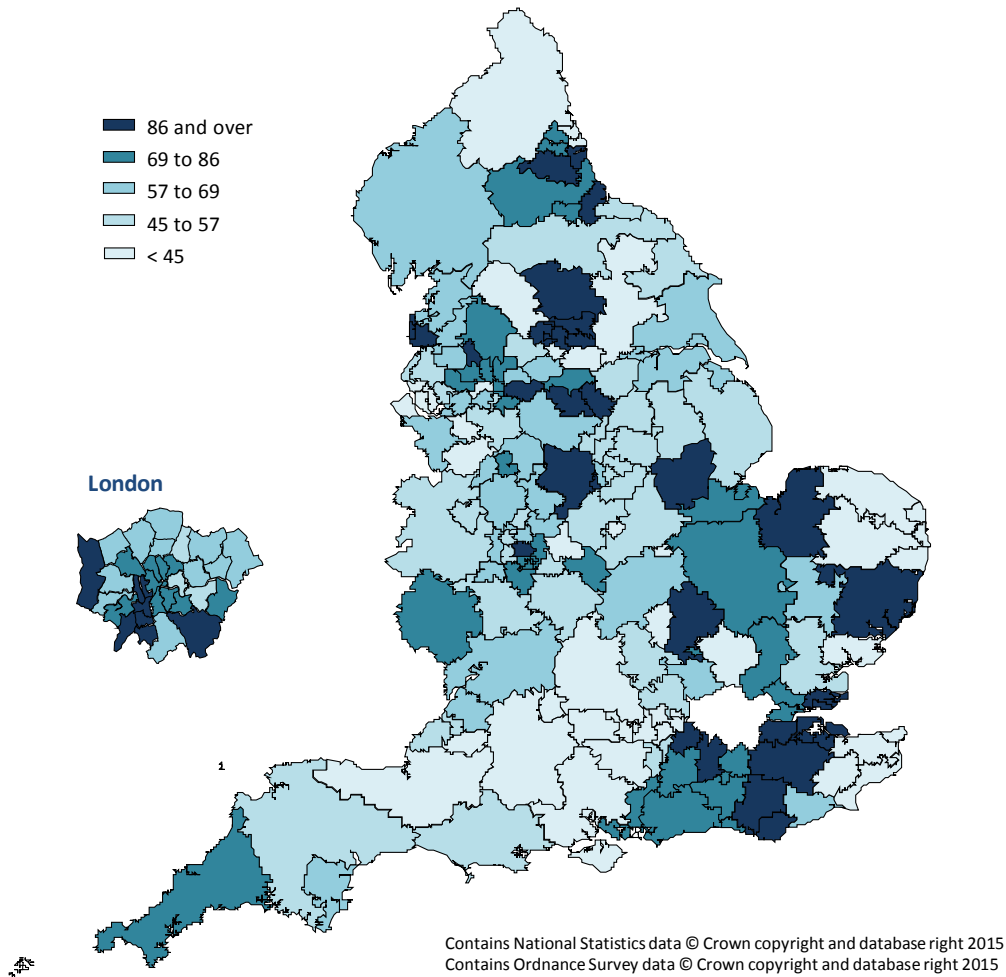 86 and over
69 to 86
57 to 69
45 to 57
< 45
London
Contains National Statistics data © Crown copyright and database right 2015
Contains Ordnance Survey data © Crown copyright and database right 2015